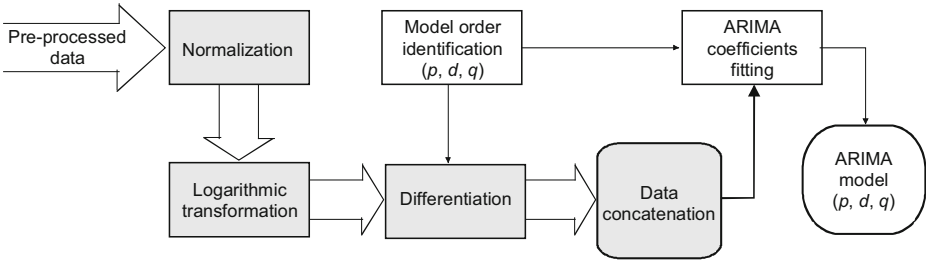 Pre-processed
data
Normalization
Model order
identification
(p, d, q)
ARIMA
coefficients
fitting
Logarithmic
transformation
Differentiation
Data
concatenation
ARIMA
model
(p, d, q)